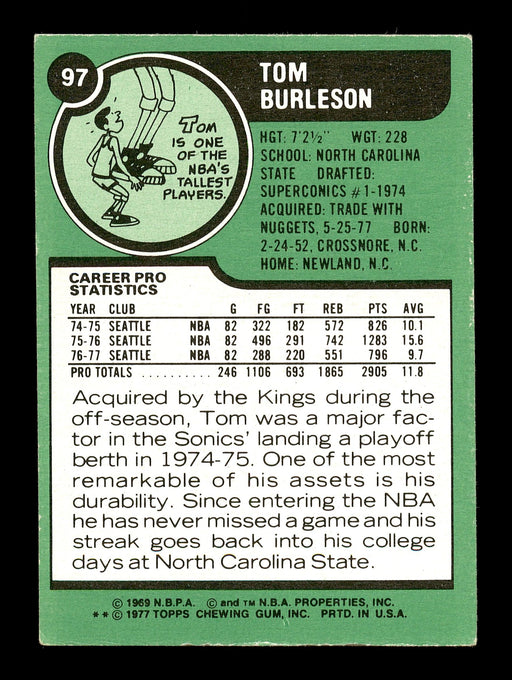 97
TOM
BURLESON
TOM
IS ONE
OF THE
NBA'S
TALLEST
PLAYERS.
HGT: 7'2½" WGT: 228
SCHOOL: NORTH CAROLINA
STATE DRAFTED:
SUPERCONICS #1-1974
ACQUIRED: TRADE WITH
NUGGETS, 5-25-77 BORN:
2-24-52, CROSSNORE, N.C.
HOME: NEWLAND, N.C.
CAREER PRO
STATISTICS
YEAR CLUB G FG FT REB PTS AVG
74-75 SEATTLE NBA 82 322 182 572 826 10.1
75-76 SEATTLE NBA 82 496 291 742 1283 15.6
76-77 SEATTLE NBA 82 288 220 551 796 9.7
PRO TOTALS .......... 246 1106 693 1865 2905 11.8
Acquired by the Kings during the
off-season, Tom was a major fac-
tor in the Sonics' landing a playoff
berth in 1974-75. One of the most
remarkable of his assets is his
durability. Since entering the NBA
he has never missed a game and his
streak goes back into his college
days at North Carolina State.
© 1969 N.B.P.A. © and ™ N.B.A. PROPERTIES, INC.
** © 1977 TOPPS CHEWING GUM, INC. PRTD. IN U.S.A.